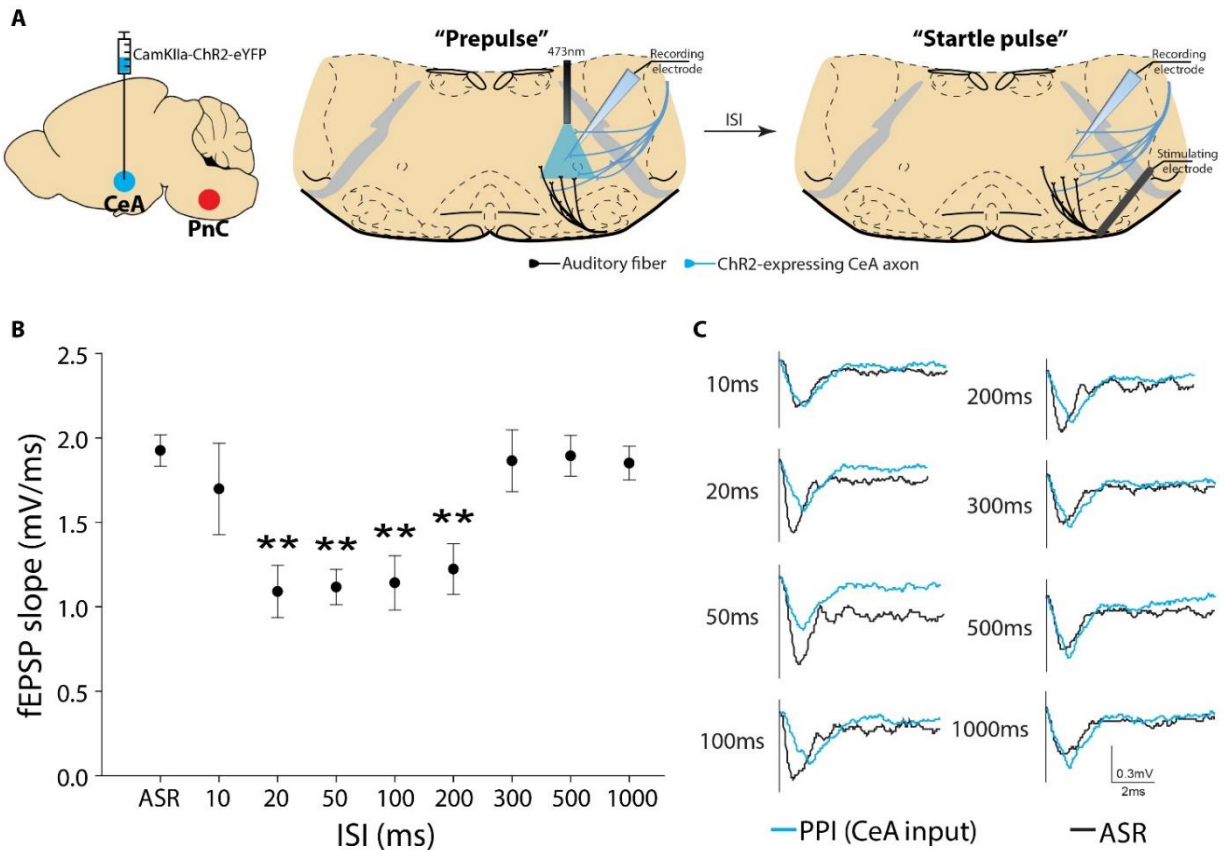 A
CamKIIa-ChR2-eYFP
CeA
PnC
“Prepulse”
473nm
Recording
electrode
ISI
“Startle pulse”
Recording
electrode
Stimulating
electrode
Auditory fiber
ChR2-expressing CeA axon
B
fEPSP slope (mV/ms)
2.5
2.0
1.5
1.0
0.5
0.0
** ** ** **
ASR 10 20 50 100 200 300 500 1000
ISI (ms)
C
10ms
20ms
50ms
100ms
200ms
300ms
500ms
1000ms
0.3mV
2ms
PPI (CeA input)
ASR